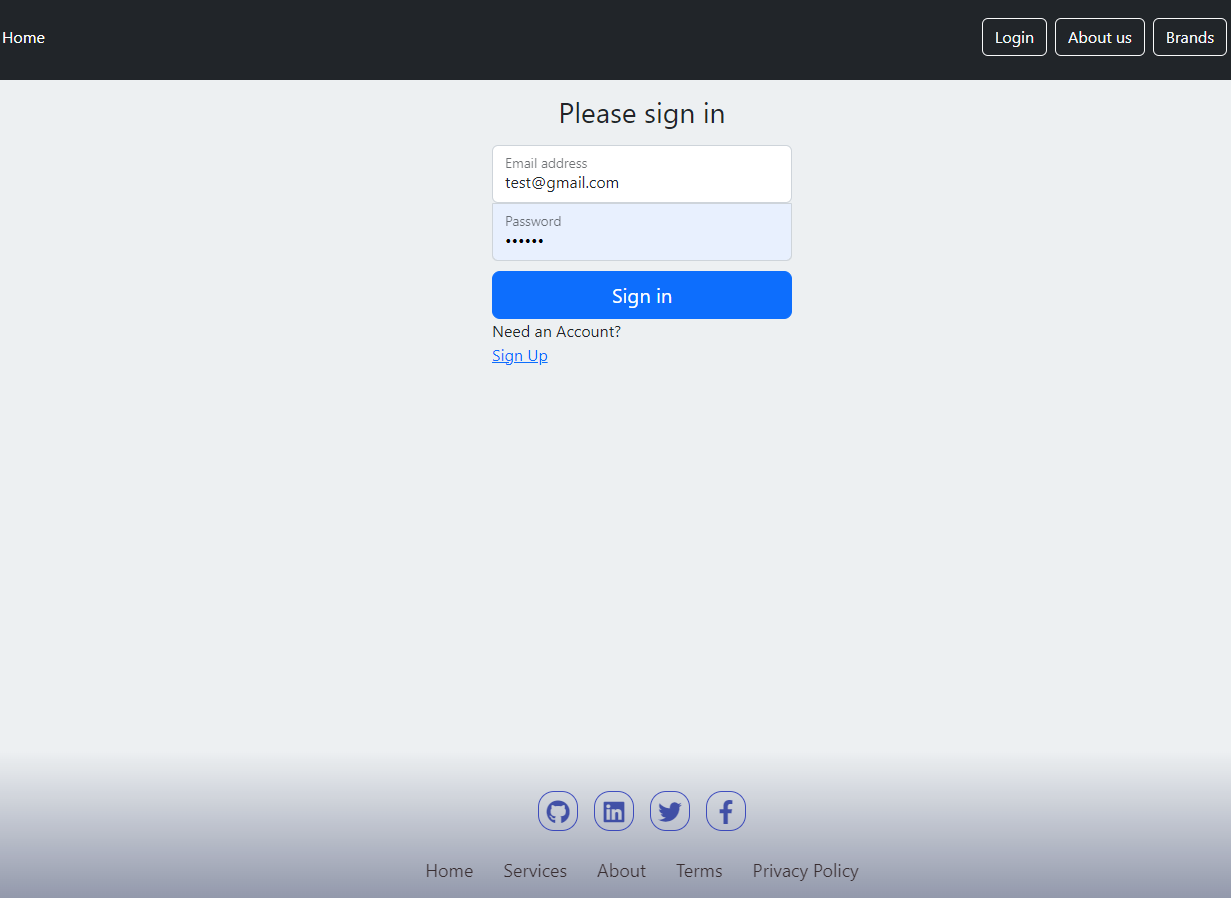 Home Login About us Brands
Please sign in
Email address
test@gmail.com
Password
••••••
Sign in
Need an Account?
Sign Up
Home Services About Terms Privacy Policy